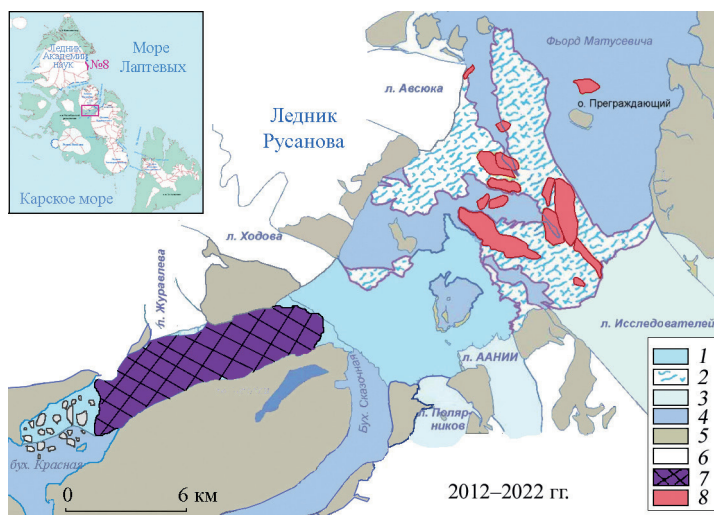 Ледник
Академии
наук
№8
Море
Лаптевых
Карское море
Фьорд Матусевича
о. Преграждающий
л. Авсюка
Ледник
Русанова
л. Ходова
л. Журавлева
л. Исследователей
л. ААНИИ
л. Поляр-
ников
Бух. Сказочная
бух. Красная
0 6 км
2012–2022 гг.
1
2
3
4
5
6
7
8